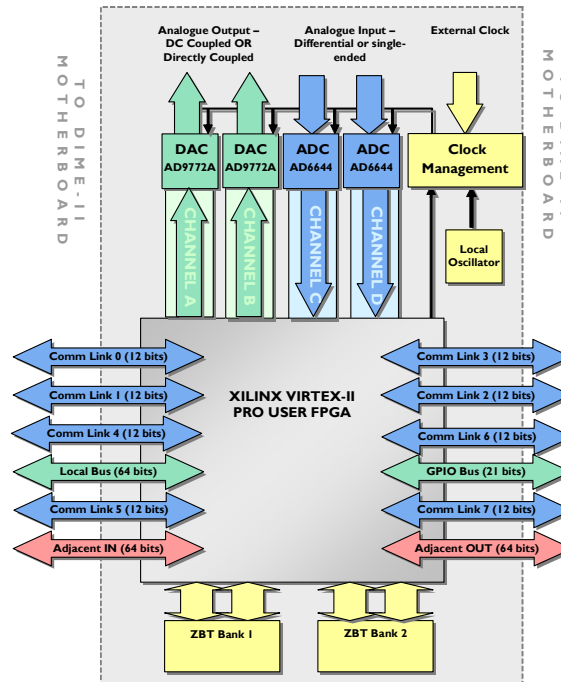 Analogue Output –
DC Coupled OR
Directly Coupled
Analogue Input –
Differential or single-
ended
External Clock
TO DIME-II
MOTHERBOARD
MOTHERBOARD
DAC
AD9772A
DAC
AD9772A
ADC
AD6644
ADC
AD6644
Clock
Management
CHANNEL A
CHANNEL B
CHANNEL C
CHANNEL D
Local
Oscillator
XILINX VIRTEX-II
PRO USER FPGA
Comm Link 0 (12 bits)
Comm Link 1 (12 bits)
Comm Link 4 (12 bits)
Local Bus (64 bits)
Comm Link 5 (12 bits)
Adjacent IN (64 bits)
Comm Link 3 (12 bits)
Comm Link 2 (12 bits)
Comm Link 6 (12 bits)
GPIO Bus (21 bits)
Comm Link 7 (12 bits)
Adjacent OUT (64 bits)
ZBT Bank 1
ZBT Bank 2